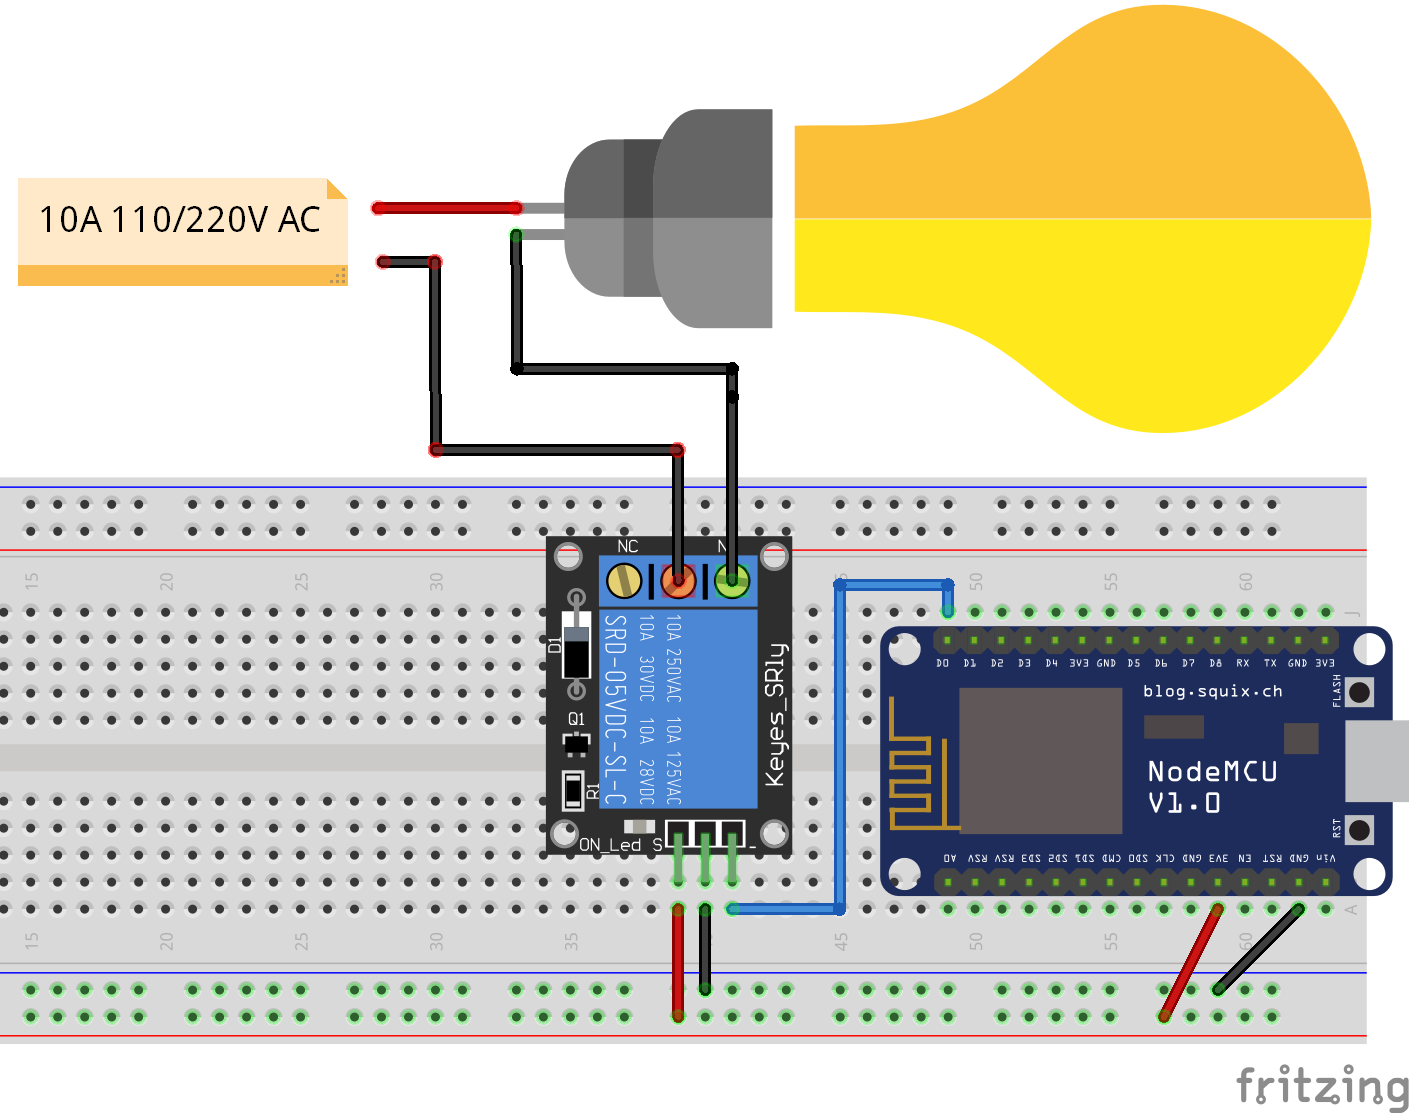 10A 110/220V AC
NC
N
15
20
25
30
50
55
60
J
D1
SRD-05VDC-SL-C
10A 30VDC 10A 28VDC
10A 250VAC 10A 125VAC
Keyes_SRly
Q1
R1
ON_Led S
-
D0 D1 D2 D3 D4 3V3 GND D5 D6 D7 D8 RX TX GND 3V3
blog.squix.ch
FLASH
NodeMCU
V1.0
RST
A0 RSV RSV SD3 SD2 SD1 CMD SD0 CLK GND 3V3 EN RST GND Vin
A
15
20
25
30
35
45
50
55
60
fritzing